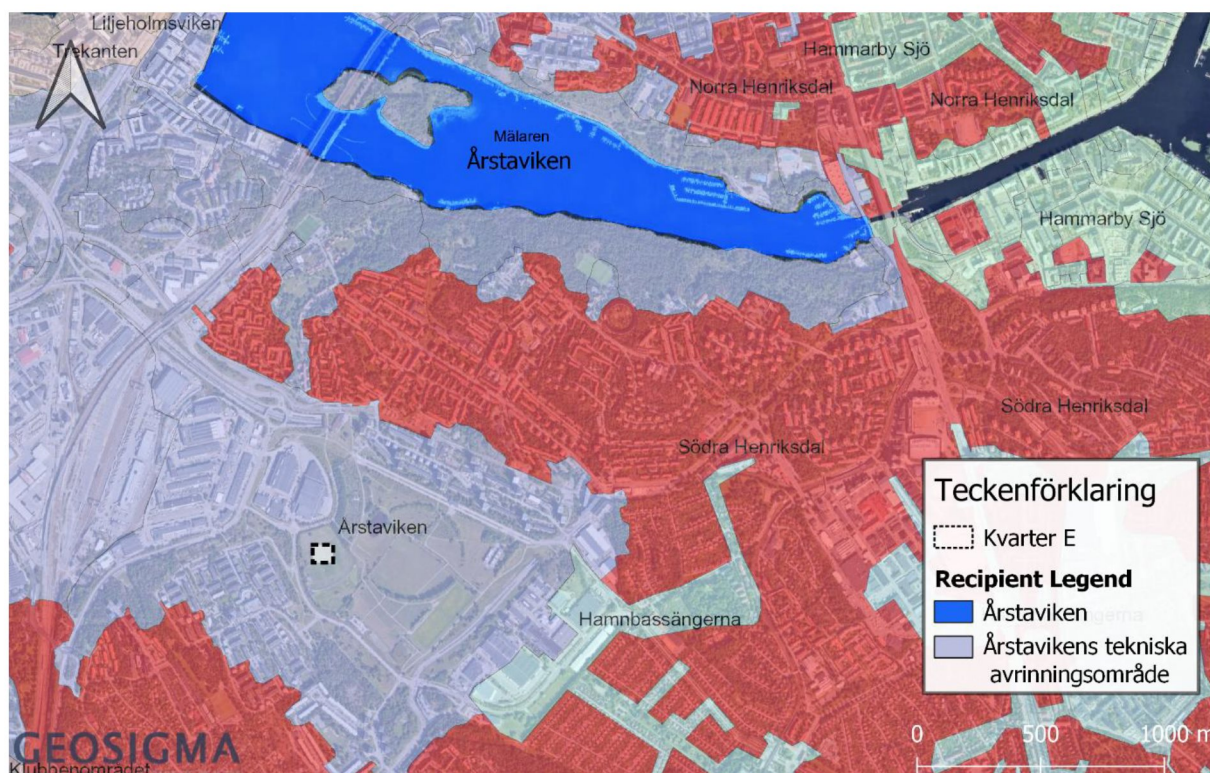 Liljeholmsviken
Trekanten
Hammarby Sjö
Norra Henriksdal
Norra Henriksdal
Mälaren
Årstaviken
Hammarby Sjö
Södra Henriksdal
Södra Henriksdal
Årstaviken
Hamnbassängerna
Teckenförklaring
Kvarter E
Recipient Legend
Årstaviken
Årstavikens tekniska
avrinningsområde
0 500 1000 m
GEOSIGMA
Klubbenområdet